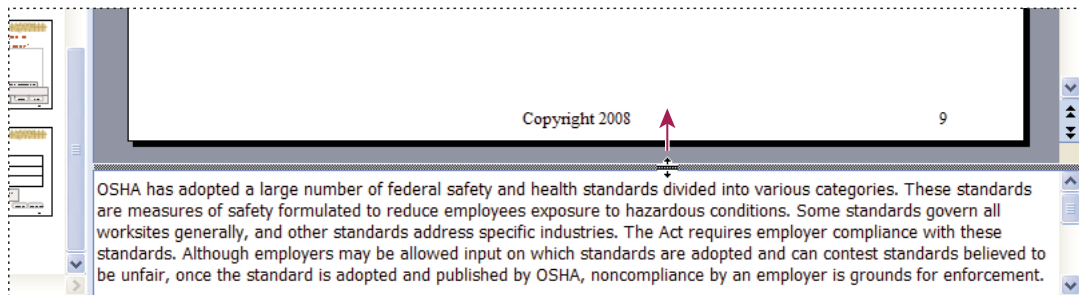 Copyright 2008 9
OSHA has adopted a large number of federal safety and health standards divided into various categories. These standards
are measures of safety formulated to reduce employees exposure to hazardous conditions. Some standards govern all
worksites generally, and other standards address specific industries. The Act requires employer compliance with these
standards. Although employers may be allowed input on which standards are adopted and can contest standards believed to
be unfair, once the standard is adopted and published by OSHA, noncompliance by an employer is grounds for enforcement.